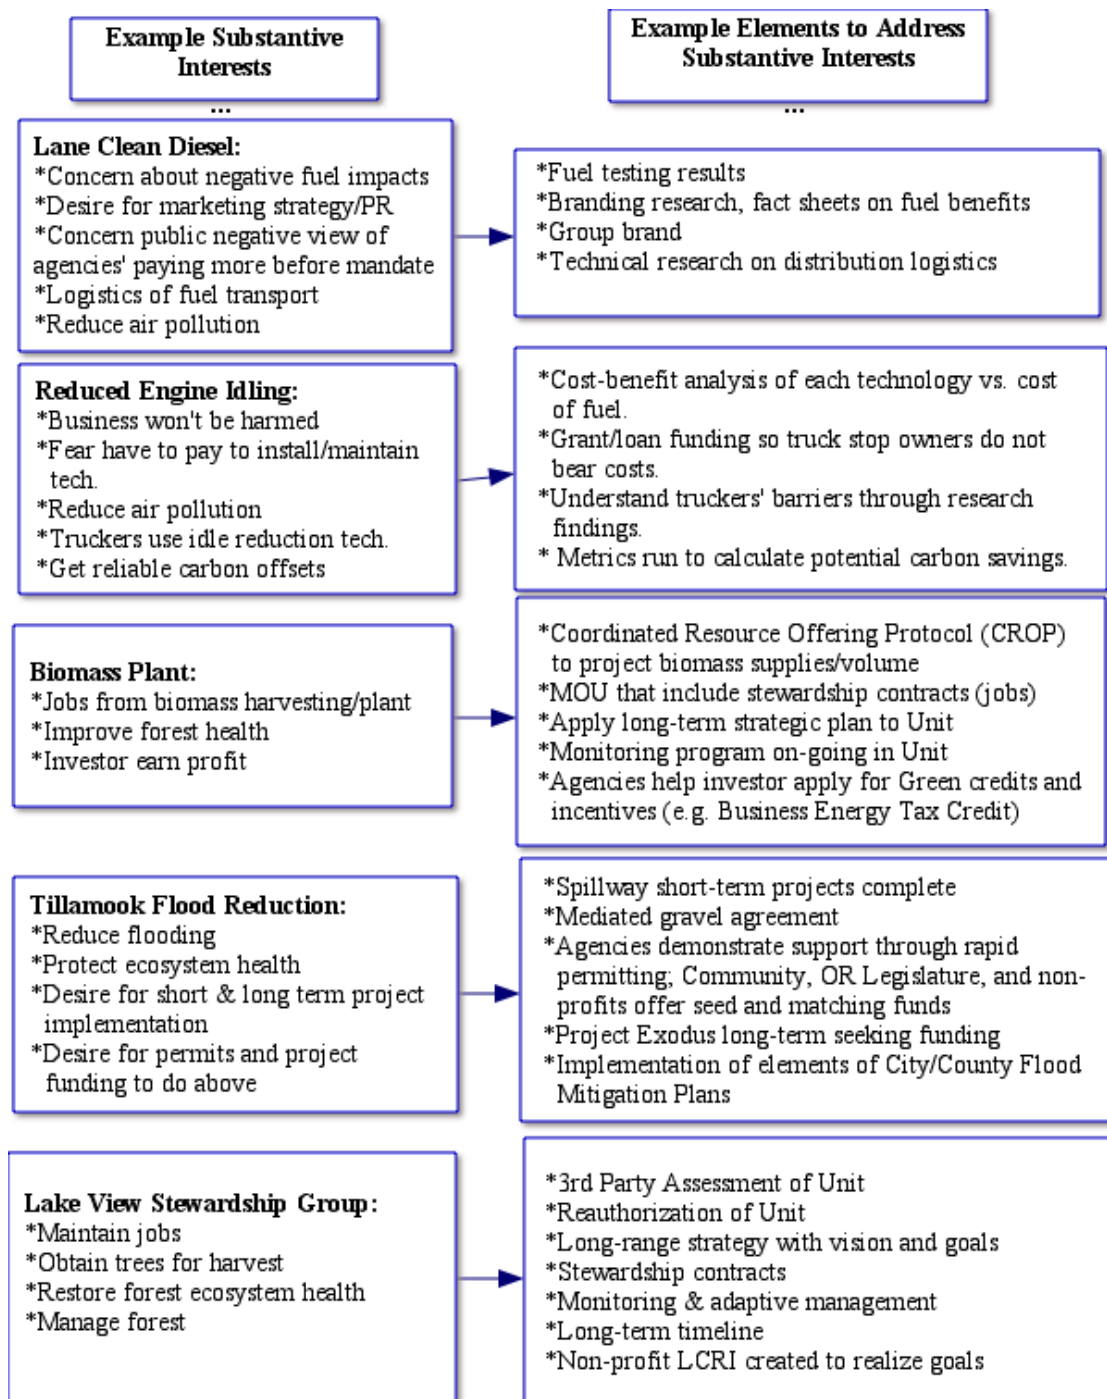 Example Substantive
Interests
...
Example Elements to Address
Substantive Interests
...
Lane Clean Diesel:
*Concern about negative fuel impacts
*Desire for marketing strategy/PR
*Concern public negative view of
agencies' paying more before mandate
*Logistics of fuel transport
*Reduce air pollution
*Fuel testing results
*Branding research, fact sheets on fuel benefits
*Group brand
*Technical research on distribution logistics
Reduced Engine Idling:
*Business won't be harmed
*Fear have to pay to install/maintain
tech.
*Reduce air pollution
*Truckers use idle reduction tech.
*Get reliable carbon offsets
*Cost-benefit analysis of each technology vs. cost
of fuel.
*Grant/loan funding so truck stop owners do not
bear costs.
*Understand truckers' barriers through research
findings.
* Metrics run to calculate potential carbon savings.
Biomass Plant:
*Jobs from biomass harvesting/plant
*Improve forest health
*Investor earn profit
*Coordinated Resource Offering Protocol (CROP)
to project biomass supplies/volume
*MOU that include stewardship contracts (jobs)
*Apply long-term strategic plan to Unit
*Monitoring program on-going in Unit
*Agencies help investor apply for Green credits and
incentives (e.g. Business Energy Tax Credit)
Tillamook Flood Reduction:
*Reduce flooding
*Protect ecosystem health
*Desire for short & long term project
implementation
*Desire for permits and project
funding to do above
*Spillway short-term projects complete
*Mediated gravel agreement
*Agencies demonstrate support through rapid
permitting; Community, OR Legislature, and non-
profits offer seed and matching funds
*Project Exodus long-term seeking funding
*Implementation of elements of City/County Flood
Mitigation Plans
Lake View Stewardship Group:
*Maintain jobs
*Obtain trees for harvest
*Restore forest ecosystem health
*Manage forest
*3rd Party Assessment of Unit
*Reauthorization of Unit
*Long-range strategy with vision and goals
*Stewardship contracts
*Monitoring & adaptive management
*Long-term timeline
*Non-profit LCRI created to realize goals